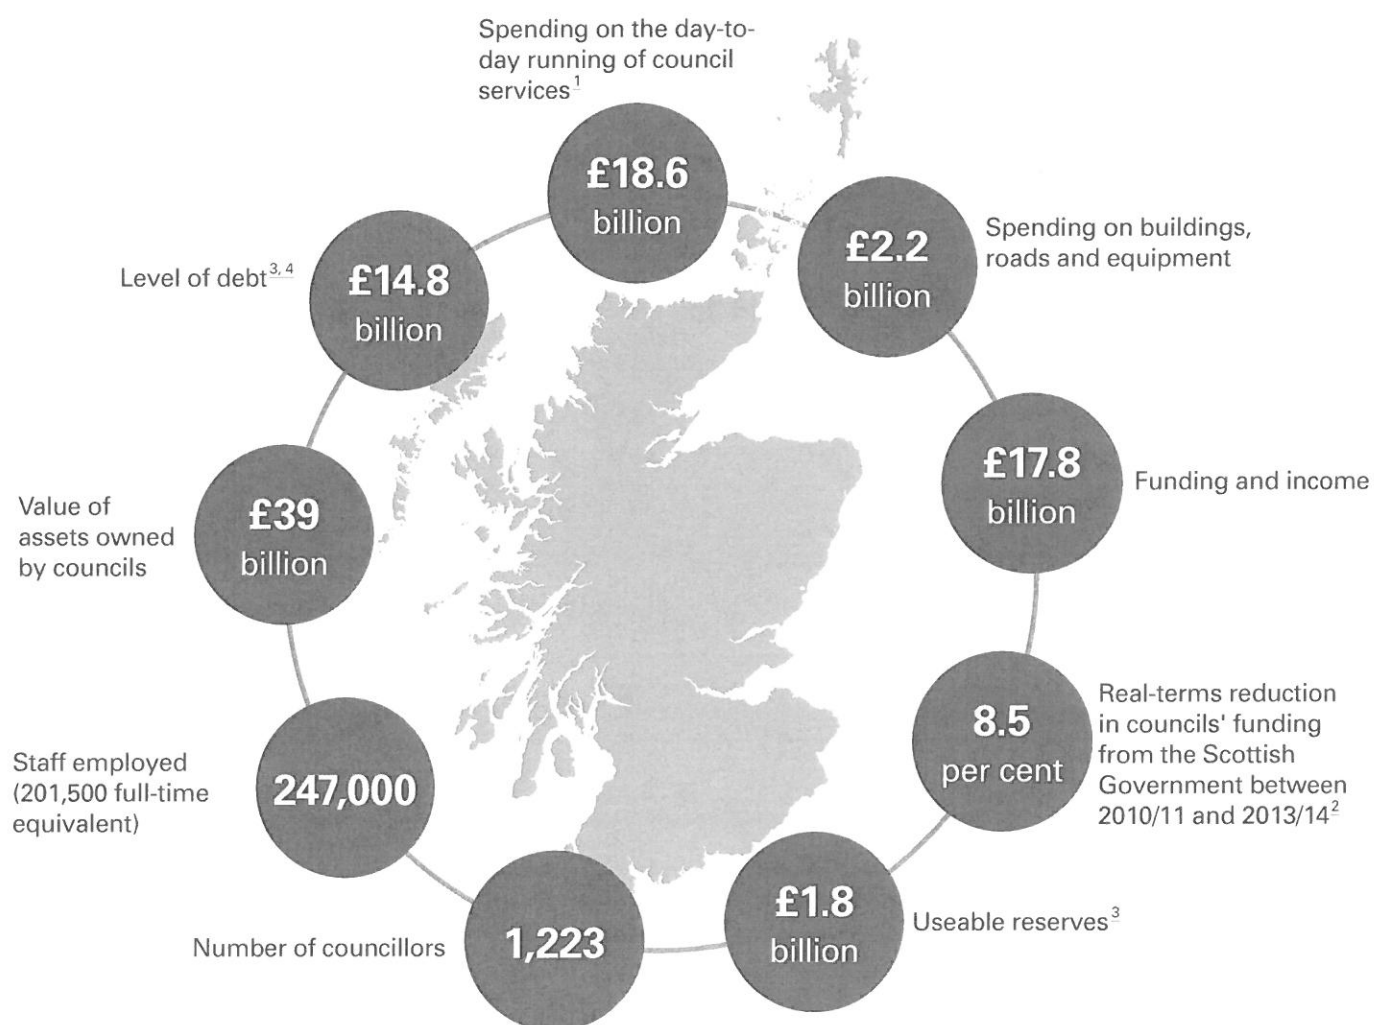 Spending on the day-to-
day running of council
services1
£18.6
billion
£2.2
billion
Spending on buildings,
roads and equipment
£17.8
billion
Funding and income
8.5
per cent
Real-terms reduction
in councils' funding
from the Scottish
Government between
2010/11 and 2013/142
£1.8
billion
Useable reserves3
1,223
Number of councillors
247,000
Staff employed
(201,500 full-time
equivalent)
£39
billion
Value of
assets owned
by councils
£14.8
billion
Level of debt3, 4